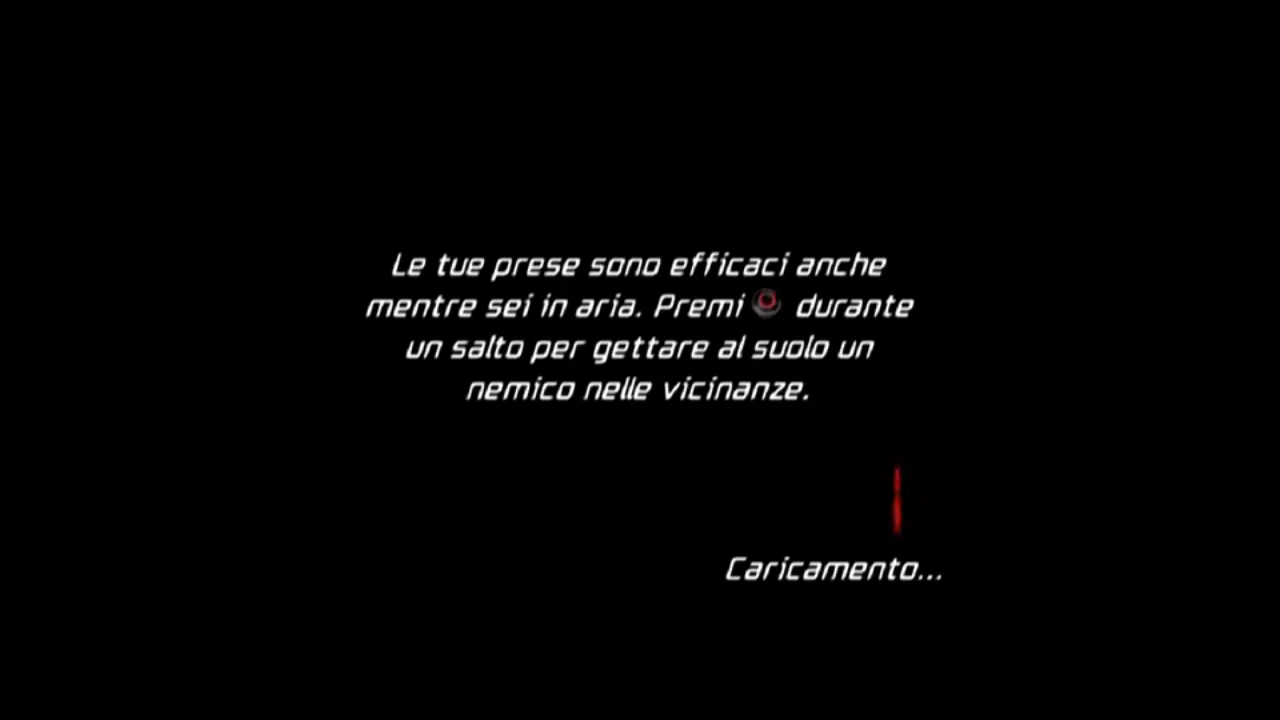 Le tue prese sono efficaci anche
mentre sei in aria. Premi durante
un salto per gettare al suolo un
nemico nelle vicinanze.
Caricamento...